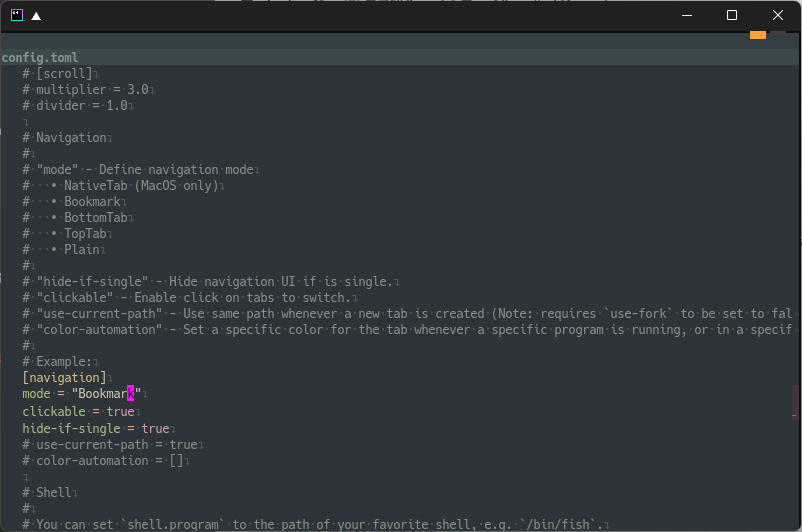 config.toml
# [scroll]
# multiplier = 3.0
# divider = 1.0
# Navigation
#
# "mode" - Define navigation mode
#   • NativeTab (MacOS only)
#   • Bookmark
#   • BottomTab
#   • TopTab
#   • Plain
#
# "hide-if-single" - Hide navigation UI if is single.
# "clickable" - Enable click on tabs to switch.
# "use-current-path" - Use same path whenever a new tab is created (Note: requires `use-fork` to be set to fal
# "color-automation" - Set a specific color for the tab whenever a specific program is running, or in a specif
#
# Example:
[navigation]
mode = "Bookmark"
clickable = true
hide-if-single = true
# use-current-path = true
# color-automation = []
# Shell
#
# You can set `shell.program` to the path of your favorite shell, e.g. `/bin/fish`.